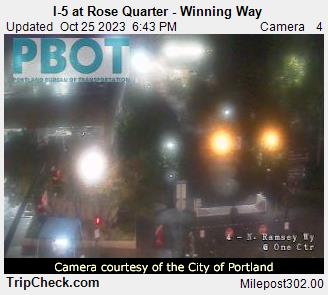 I-5 at Rose Quarter - Winning Way
Updated Oct 25 2023 6:43 PM Camera 4
PBOT
PORTLAND BUREAU OF TRANSPORTATION
4 - N. Ramsey Wy
@ One Ctr
Camera courtesy of the City of Portland
TripCheck.com Milepost302.00